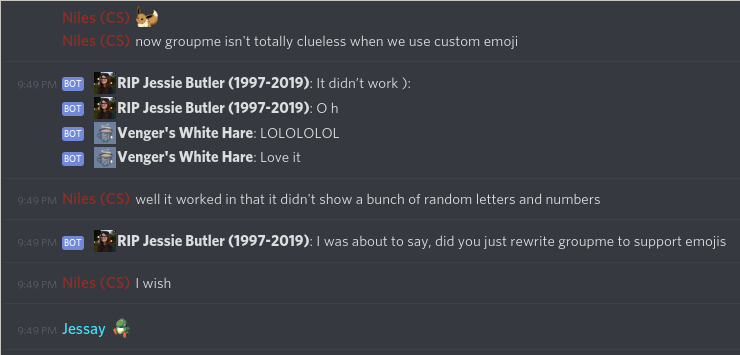 Niles (CS)
Niles (CS) now groupme isn't totally clueless when we use custom emoji
9:49 PM BOT RIP Jessie Butler (1997-2019): It didn't work ):
BOT RIP Jessie Butler (1997-2019): O h
BOT Venger's White Hare: LOLOLOLOL
BOT Venger's White Hare: Love it
9:49 PM Niles (CS) well it worked in that it didn't show a bunch of random letters and numbers
9:49 PM BOT RIP Jessie Butler (1997-2019): I was about to say, did you just rewrite groupme to support emojis
9:49 PM Niles (CS) I wish
9:49 PM Jessay